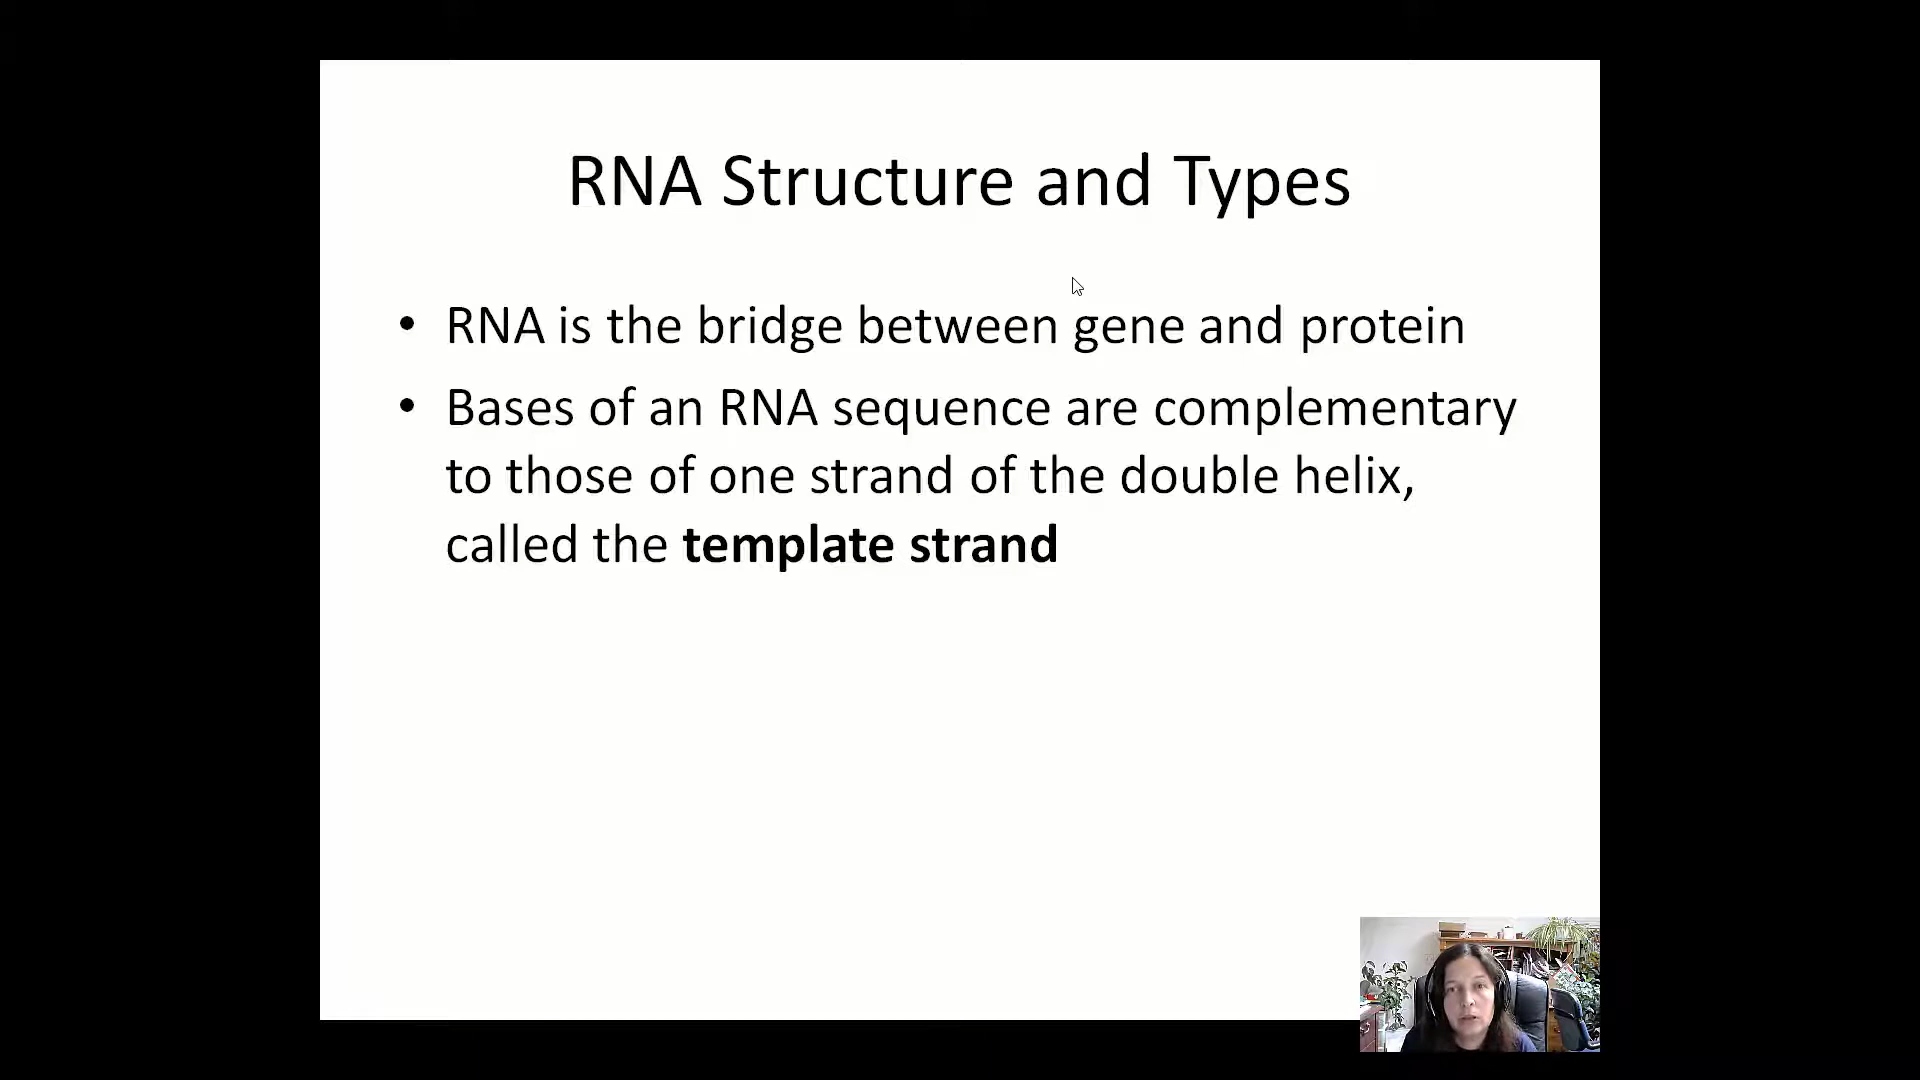 RNA Structure and Types
• RNA is the bridge between gene and protein
• Bases of an RNA sequence are complementary
to those of one strand of the double helix,
called the template strand